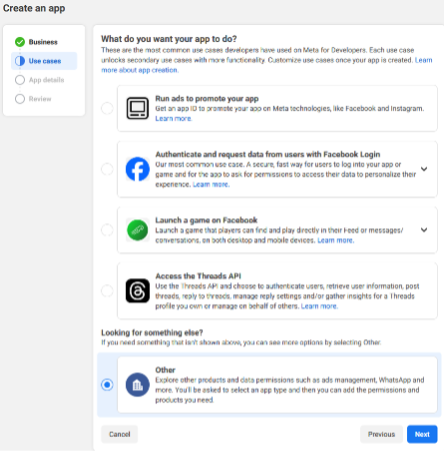 Create an app
Business
Use cases
App details
Review
What do you want your app to do?
These are the most common use cases developers have used on Meta for Developers. Each use case
unlocks secondary use cases with more functionality. Customize use cases once your app is created. Learn
more about app creation.
Run ads to promote your app
Get an app ID to promote your app on Meta technologies, like Facebook and Instagram.
Learn more.
Authenticate and request data from users with Facebook Login
Our most common use case. A secure, fast way for users to log into your app or
game and for the app to ask for permissions to access their data to personalize their
experience. Learn more.
Launch a game on Facebook
Launch a game that players can find and play directly in their Feed or messages/
conversations, on both desktop and mobile devices. Learn more.
Access the Threads API
Use the Threads API and choose to authenticate users, retrieve user information, post
threads, reply to threads, manage reply settings and/or gather insights for a Threads
profile you own or manage on behalf of others. Learn more.
Looking for something else?
If you need something that isn't shown above, you can see more options by selecting Other.
Other
Explore other products and data permissions such as ads management, WhatsApp and
more. You'll be asked to select an app type and then you can add the permissions and
products you need.
Cancel
Previous
Next